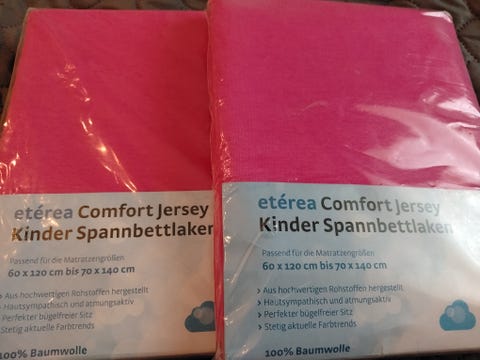 etérea Comfort Jersey
Kinder Spannbettlaken
Passend für die Matratzengrößen
60 x 120 cm bis 70 x 140 cm
› Aus hochwertigen Rohstoffen hergestellt
› Hautsympathisch und atmungsaktiv
› Perfekter bügelfreier Sitz
› Stetig aktuelle Farbtrends
100% Baumwolle
etérea Comfort Jersey
Kinder Spannbettlaken
Passend für die Matratzengrößen
60 x 120 cm bis 70 x 140 cm
› Aus hochwertigen Rohstoffen hergestellt
› Hautsympathisch und atmungsaktiv
› Perfekter bügelfreier Sitz
› Stetig aktuelle Farbtrends
100% Baumwolle